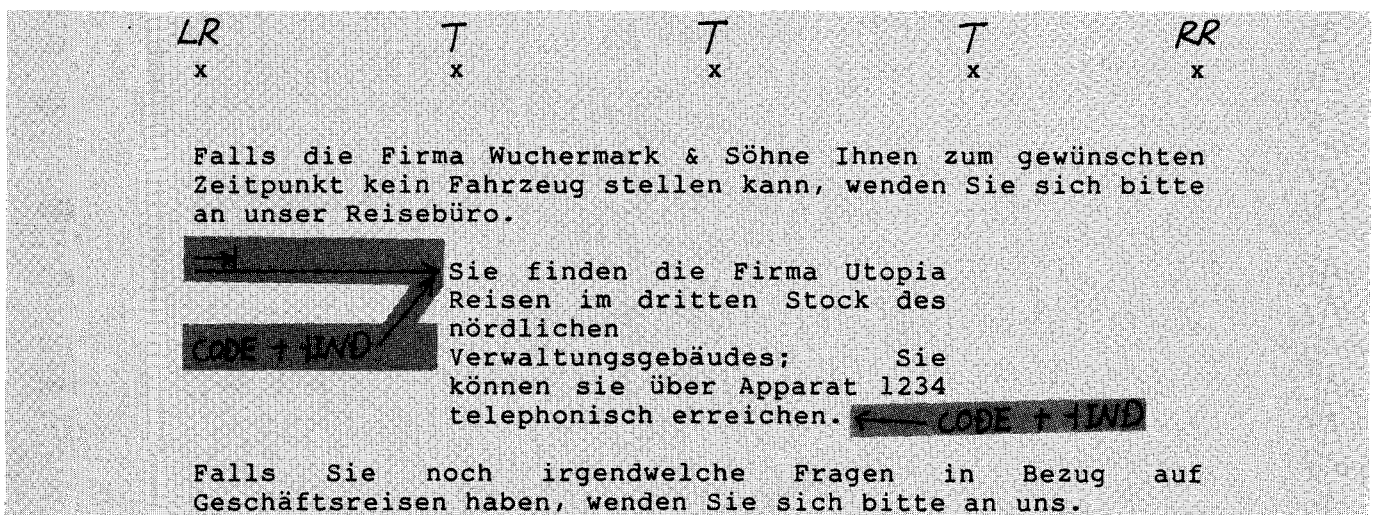 LR T T T RR
x x x x x
Falls die Firma Wuchermark & Söhne Ihnen zum gewünschten
Zeitpunkt kein Fahrzeug stellen kann, wenden Sie sich bitte
an unser Reisebüro.
Sie finden die Firma Utopia
Reisen im dritten Stock des
nördlichen
CODE + IND
Verwaltungsgebäudes; Sie
können sie über Apparat 1234
telephonisch erreichen. CODE + IND
Falls Sie noch irgendwelche Fragen in Bezug auf
Geschäftsreisen haben, wenden Sie sich bitte an uns.